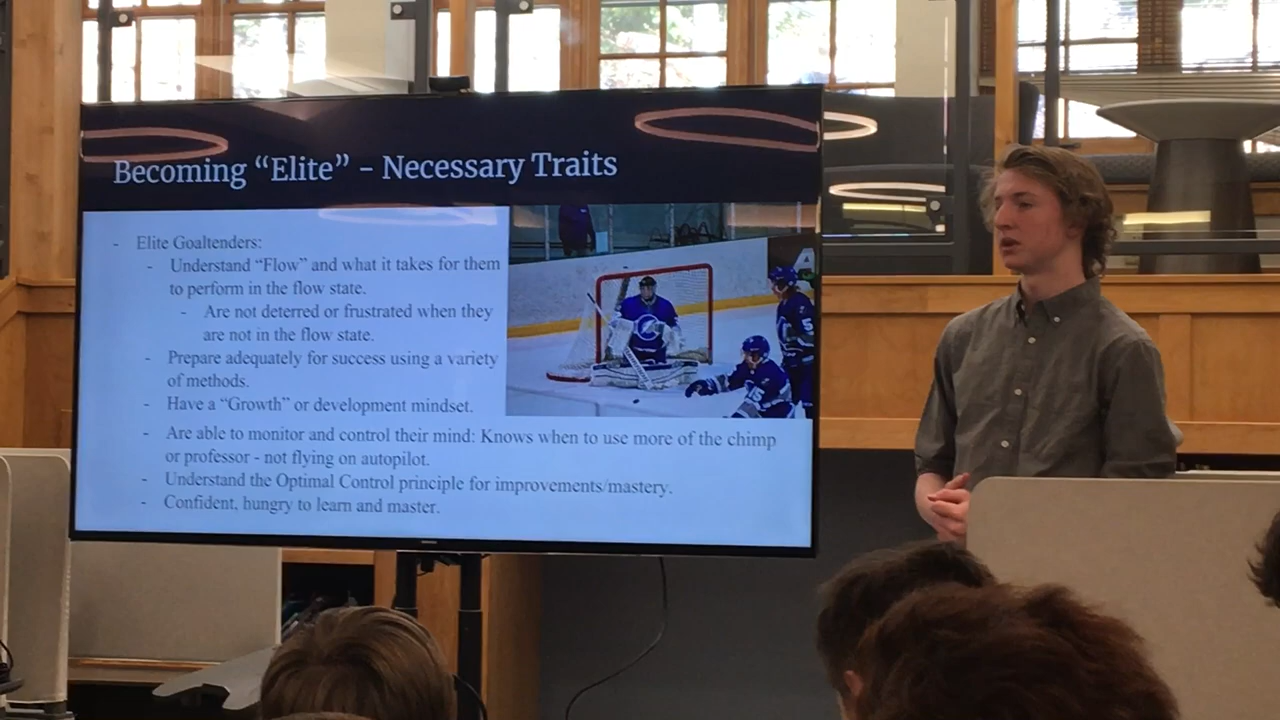 Becoming “Elite” – Necessary Traits
- Elite Goaltenders:
- Understand “Flow” and what it takes for them
to perform in the flow state.
- Are not deterred or frustrated when they
are not in the flow state.
- Prepare adequately for success using a variety
of methods.
- Have a “Growth” or development mindset.
- Are able to monitor and control their mind: Knows when to use more of the chimp
or professor - not flying on autopilot.
- Understand the Optimal Control principle for improvements/mastery.
- Confident, hungry to learn and master.
5